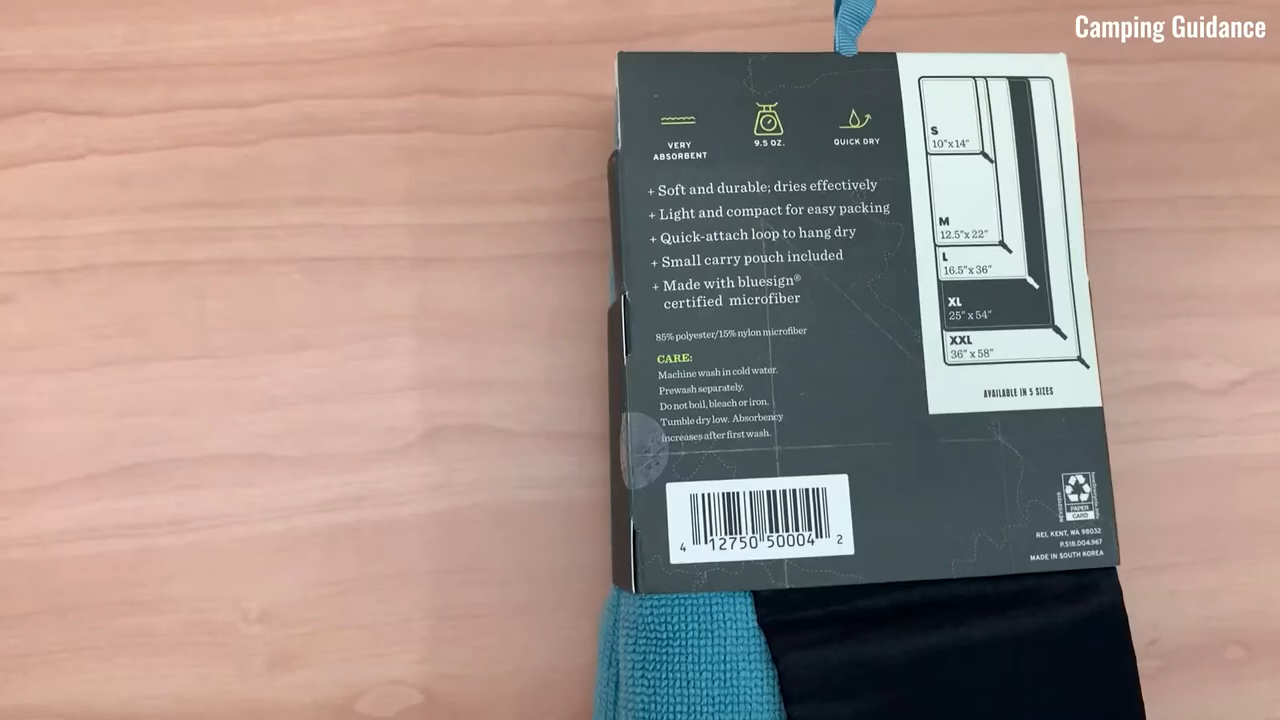 Camping Guidance
VERY
ABSORBENT
9.5 OZ.
QUICK DRY
+ Soft and durable; dries effectively
+ Light and compact for easy packing
+ Quick-attach loop to hang dry
+ Small carry pouch included
+ Made with bluesign®
certified microfiber
85% polyester/15% nylon microfiber
CARE:
Machine wash in cold water.
Prewash separately.
Do not boil, bleach or iron.
Tumble dry low. Absorbency
increases after first wash.
S
10"x14"
M
12.5"x 22"
L
16.5"x 36"
XL
25" x 54"
XXL
36" x 58"
AVAILABLE IN 5 SIZES
4 12750 50004 2
PAPER
CARD
REI, KENT, WA 98032
MADE IN SOUTH KOREA